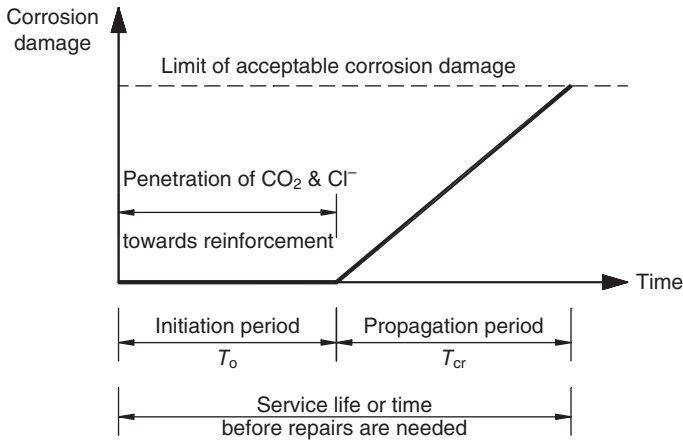 Corrosion
damage
Limit of acceptable corrosion damage
Penetration of CO₂ & Cl⁻
towards reinforcement
Time
Initiation period
Tₒ
Propagation period
T_cr
Service life or time
before repairs are needed